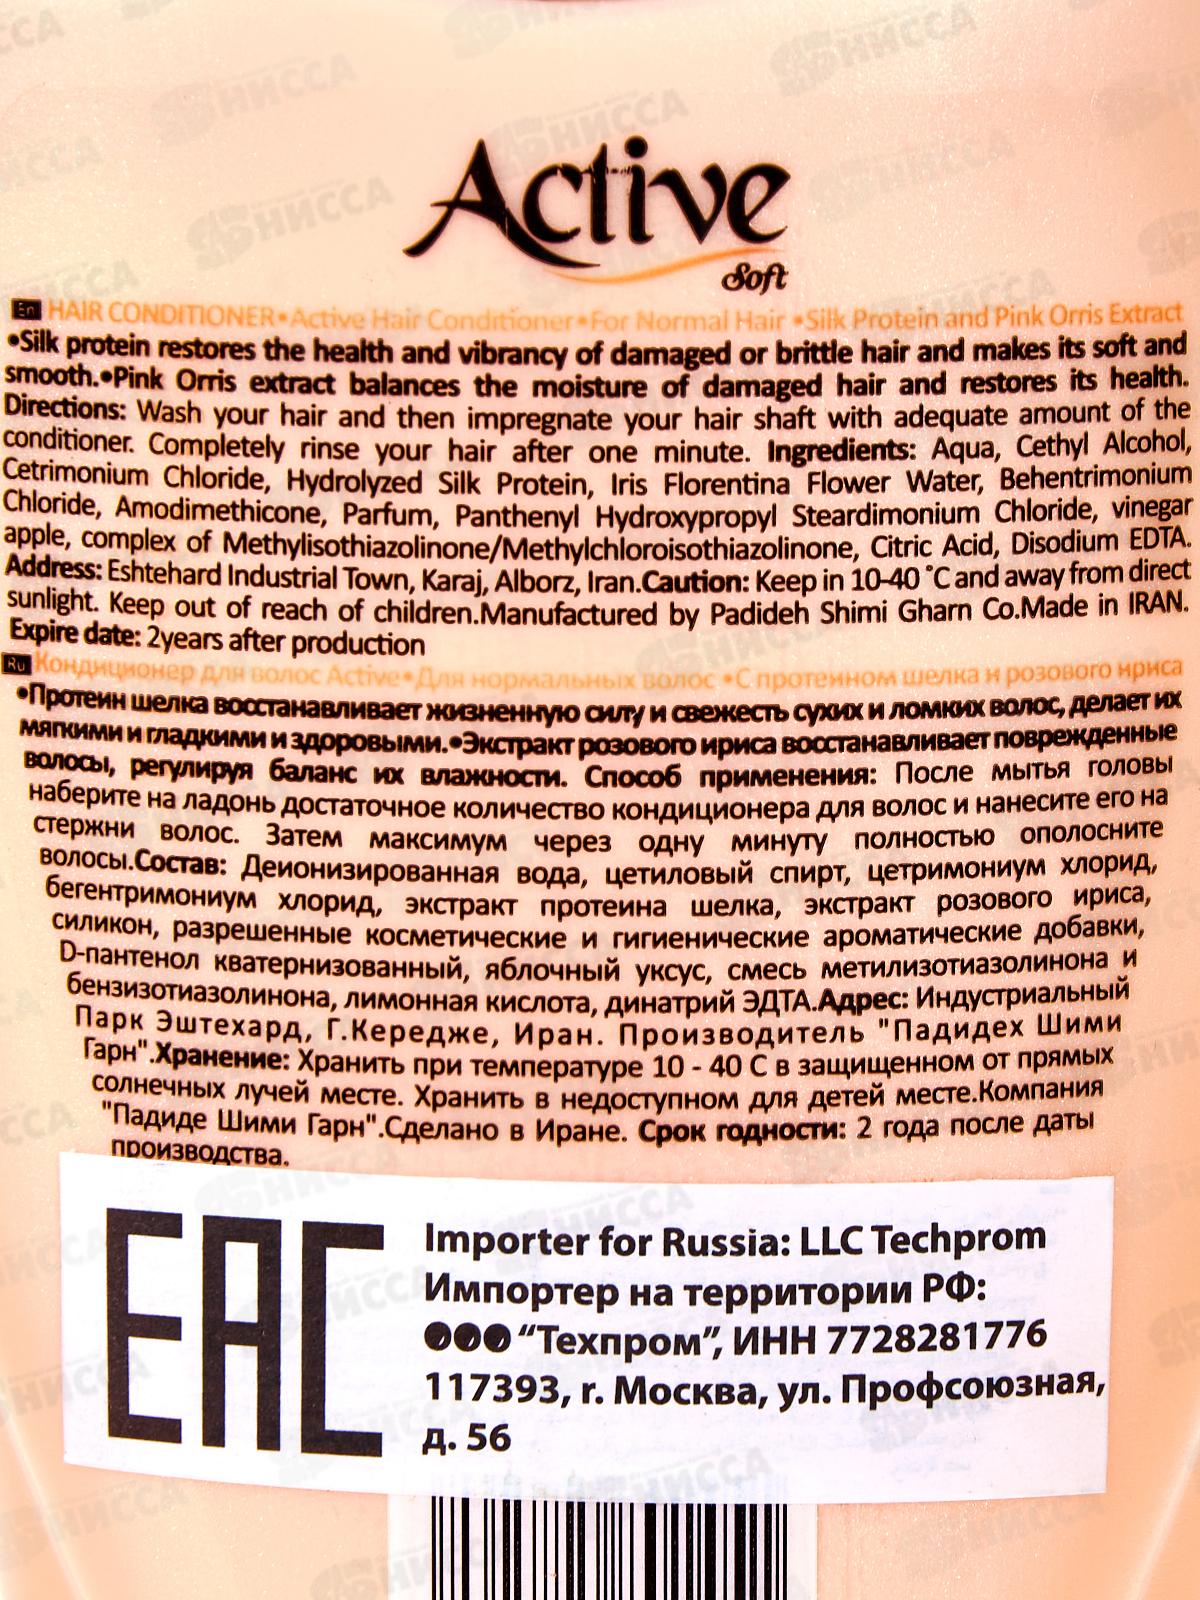 Active
Soft
En HAIR CONDITIONER•Active Hair Conditioner•For Normal Hair •Silk Protein and Pink Orris Extract
•Silk protein restores the health and vibrancy of damaged or brittle hair and makes its soft and
smooth.•Pink Orris extract balances the moisture of damaged hair and restores its health.
Directions: Wash your hair and then impregnate your hair shaft with adequate amount of the
conditioner. Completely rinse your hair after one minute. Ingredients: Aqua, Cethyl Alcohol,
Cetrimonium Chloride, Hydrolyzed Silk Protein, Iris Florentina Flower Water, Behentrimonium
Chloride, Amodimethicone, Parfum, Panthenyl Hydroxypropyl Steardimonium Chloride, vinegar
apple, complex of Methylisothiazolinone/Methylchloroisothiazolinone, Citric Acid, Disodium EDTA.
Address: Eshtehard Industrial Town, Karaj, Alborz, Iran.Caution: Keep in 10-40 °C and away from direct
sunlight. Keep out of reach of children.Manufactured by Padideh Shimi Gharn Co.Made in IRAN.
Expire date: 2years after production
Ru Кондиционер для волос Active•Для нормальных волос •С протеином шелка и розового ириса
•Протеин шелка восстанавливает жизненную силу и свежесть сухих и ломких волос, делает их
мягкими и гладкими и здоровыми.•Экстракт розового ириса восстанавливает поврежденные
волосы, регулируя баланс их влажности. Способ применения: После мытья головы
наберите на ладонь достаточное количество кондиционера для волос и нанесите его на
стержни волос. Затем максимум через одну минуту полностью ополосните
волосы.Состав: Деионизированная вода, цетиловый спирт, цетримониум хлорид,
бегентримониум хлорид, экстракт протеина шелка, экстракт розового ириса,
силикон, разрешенные косметические и гигиенические ароматические добавки,
D-пантенол кватернизованный, яблочный уксус, смесь метилизотиазолинона и
бензизотиазолинона, лимонная кислота, динатрий ЭДТА.Адрес: Индустриальный
Парк Эштехард, Г.Кередже, Иран. Производитель "Падидех Шими
Гарн".Хранение: Хранить при температуре 10 - 40 С в защищенном от прямых
солнечных лучей месте. Хранить в недоступном для детей месте.Компания
"Падиде Шими Гарн".Сделано в Иране. Срок годности: 2 года после даты
производства.
EAC
Importer for Russia: LLC Techprom
Импортер на территории РФ:
ООО “Техпром”, ИНН 7728281776
117393, г. Москва, ул. Профсоюзная,
д. 56